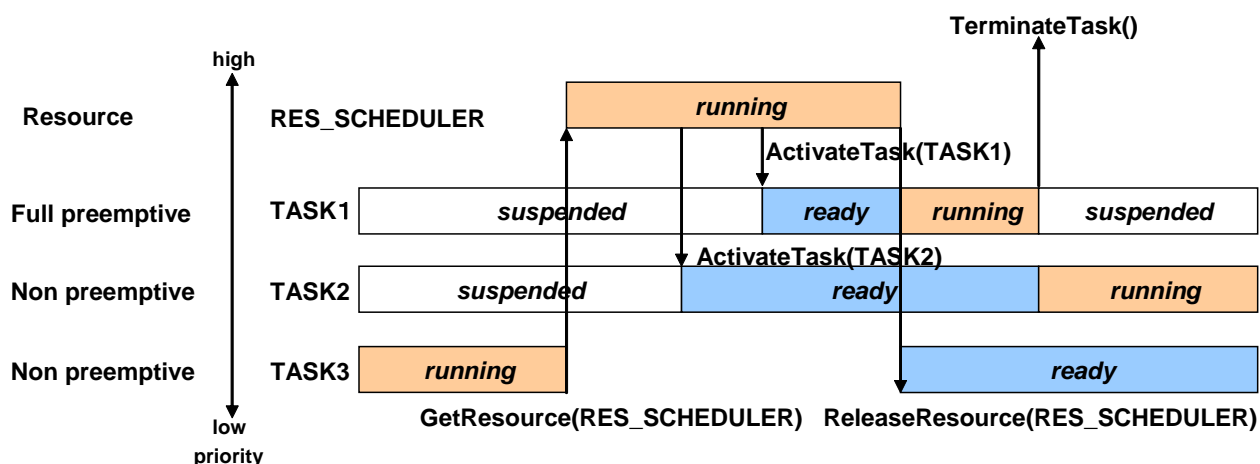 TerminateTask()
high
Resource
RES_SCHEDULER
running
ActivateTask(TASK1)
Full preemptive
TASK1
suspended
ready
running
suspended
ActivateTask(TASK2)
Non preemptive
TASK2
suspended
ready
running
Non preemptive
TASK3
running
ready
GetResource(RES_SCHEDULER)
ReleaseResource(RES_SCHEDULER)
low
priority